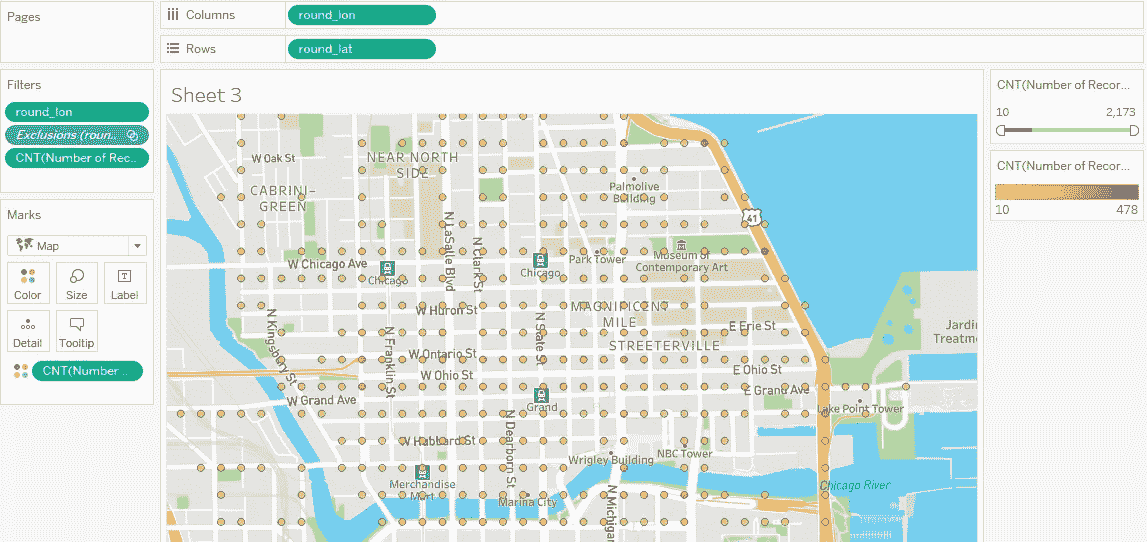 Pages
Columns
round_lon
Rows
round_lat
Filters
round_lon
Exclusions (roun..
CNT(Number of Rec..
Marks
Map
Color
Size
Label
Detail
Tooltip
CNT(Number ..
Sheet 3
W Oak St
NEAR NORTH
SIDE
CABRINI-
GREEN
Palmolive
Building
41
N LaSalle Blvd
N Clark St
W Chicago Ave
Chicago
Chicago
Park Tower
Museum of
Contemporary Art
W Huron St
MAGNIFICENT
MILE
N Kingsbury St
N Franklin St
N State St
E Erie St
STREETERVILLE
W Ontario St
W Ohio St
E Ohio St
W Grand Ave
E Grand Ave
Grand
Lake Point Tower
Jardi
Treatme
W Hubbard St
N Dearborn St
Wrigley Building
NBC Tower
Merchandise
Mart
Marina City
N Michigan
Chicago River
CNT(Number of Recor...
10
2,173
CNT(Number of Recor...
10
478